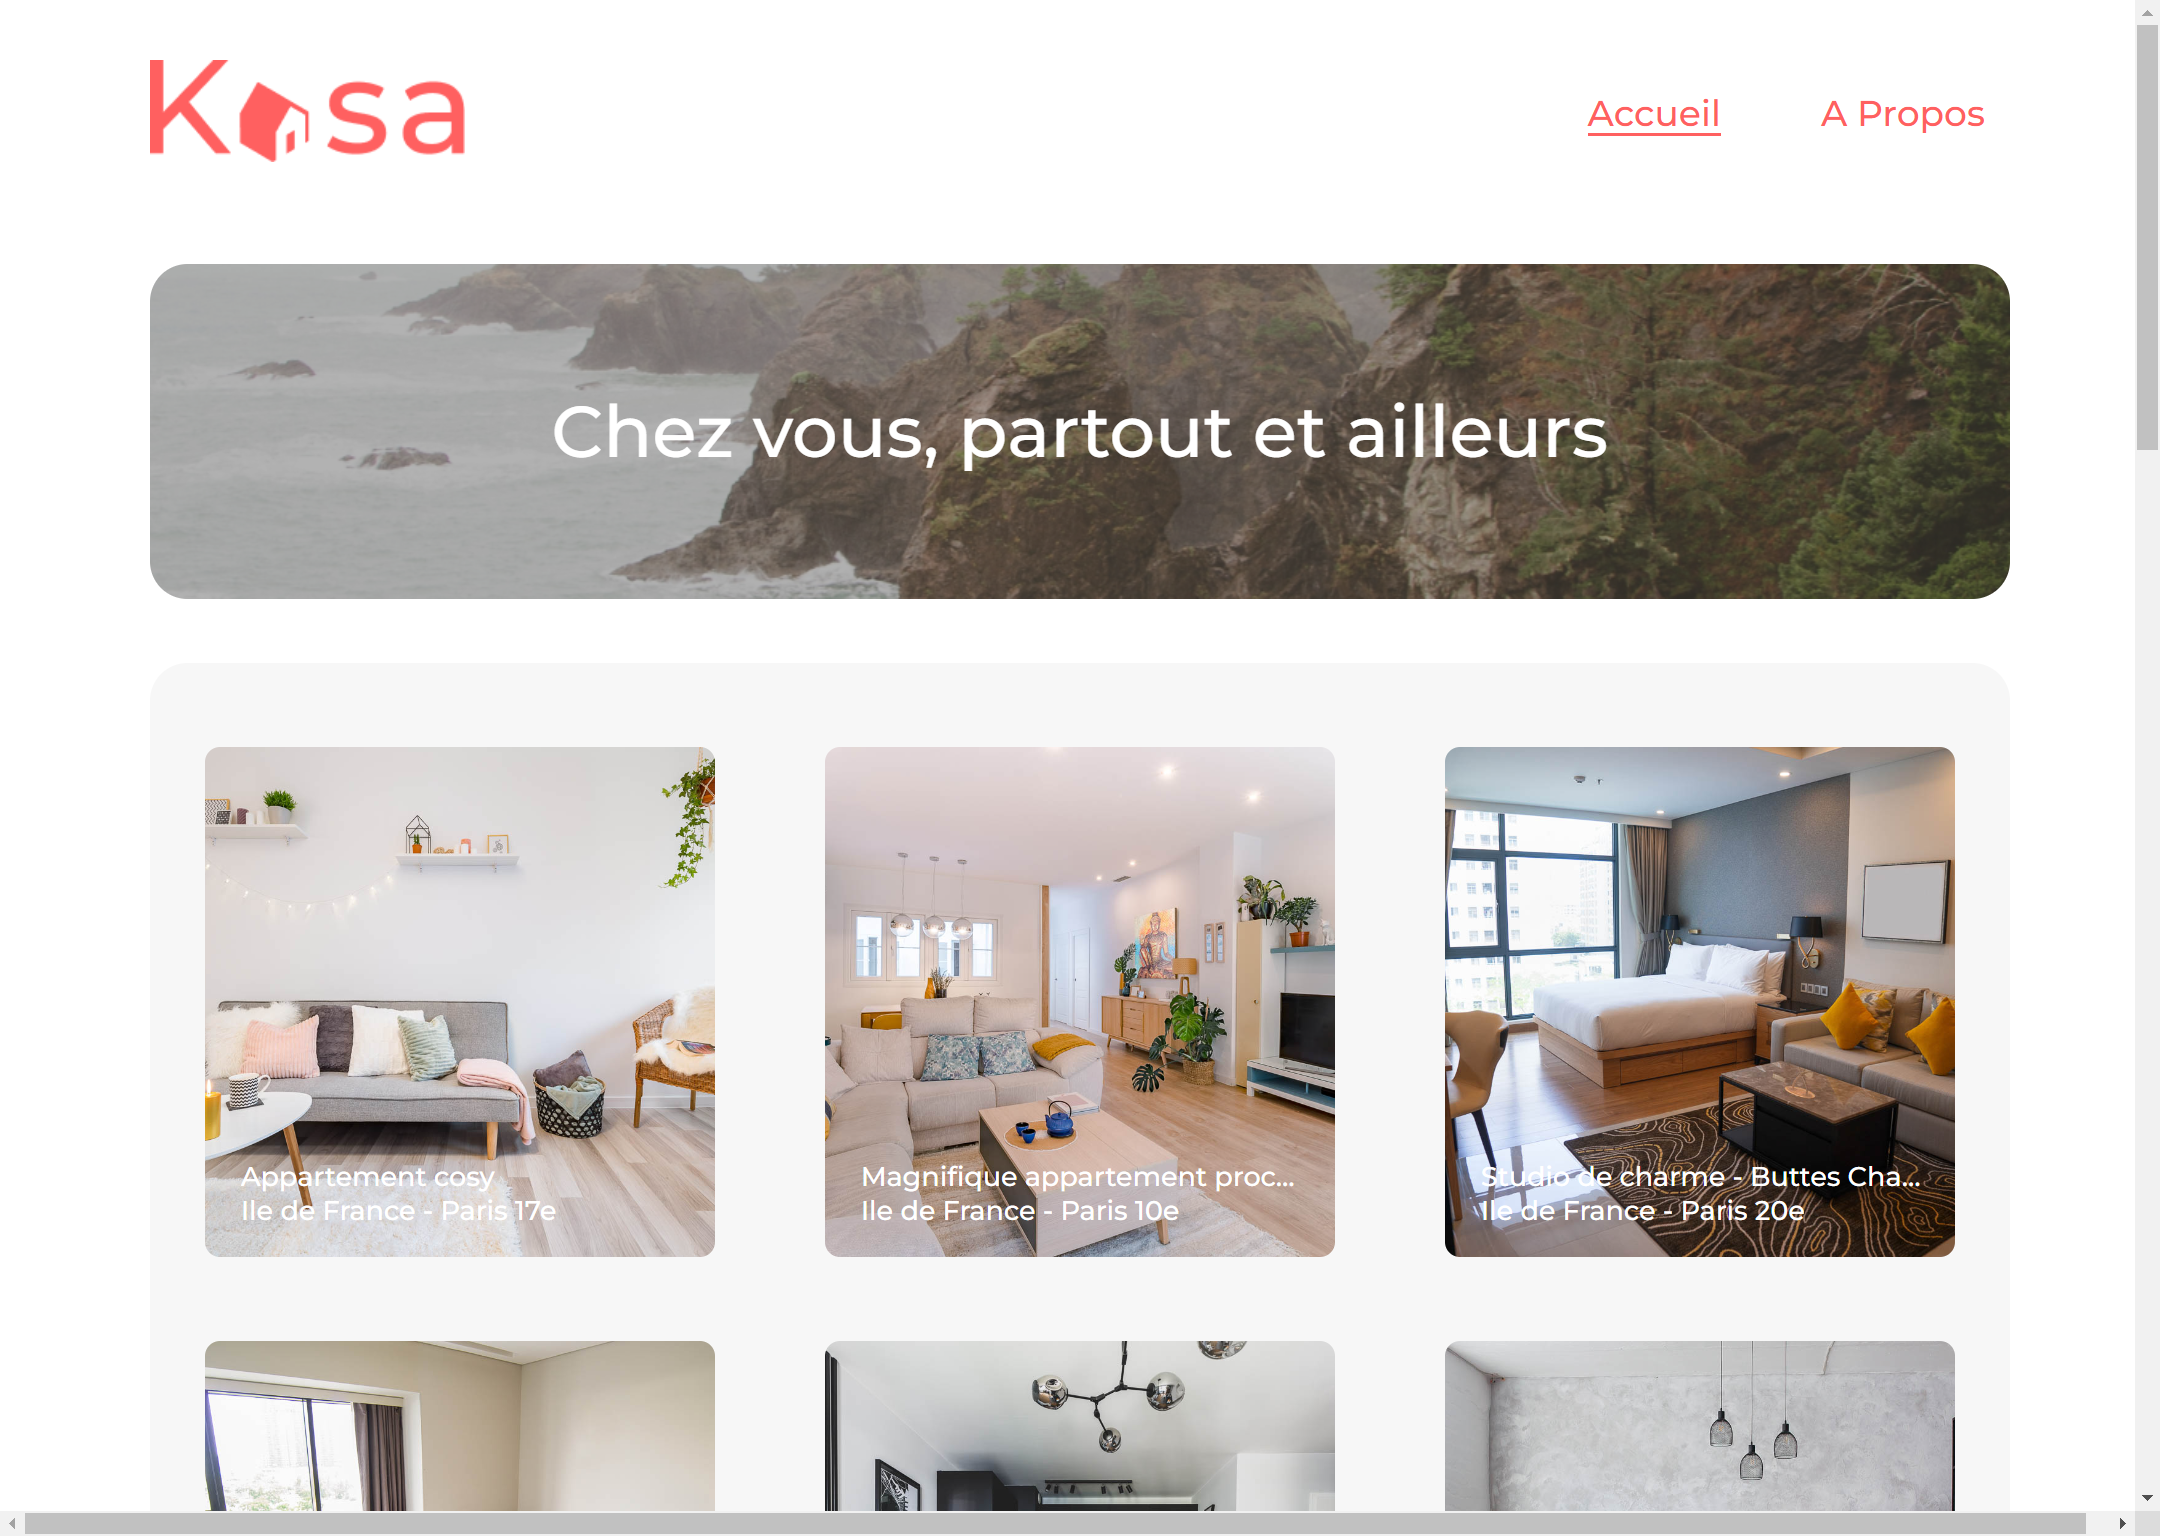 Kasa
Accueil
A Propos
Chez vous, partout et ailleurs
Appartement cosy
Ile de France - Paris 17e
Magnifique appartement proc...
Ile de France - Paris 10e
Studio de charme - Buttes Cha...
Ile de France - Paris 20e